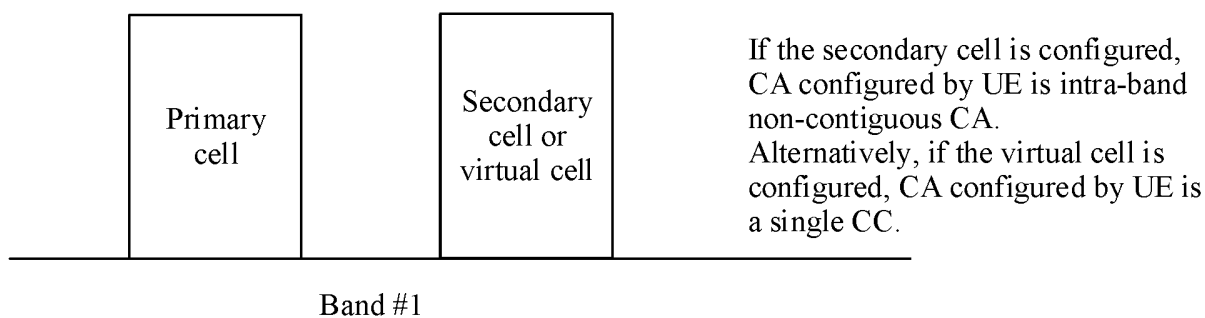 Primary
cell
Secondary
cell or
virtual cell
If the secondary cell is configured,
CA configured by UE is intra-band
non-contiguous CA.
Alternatively, if the virtual cell is
configured, CA configured by UE is
a single CC.
Band #1